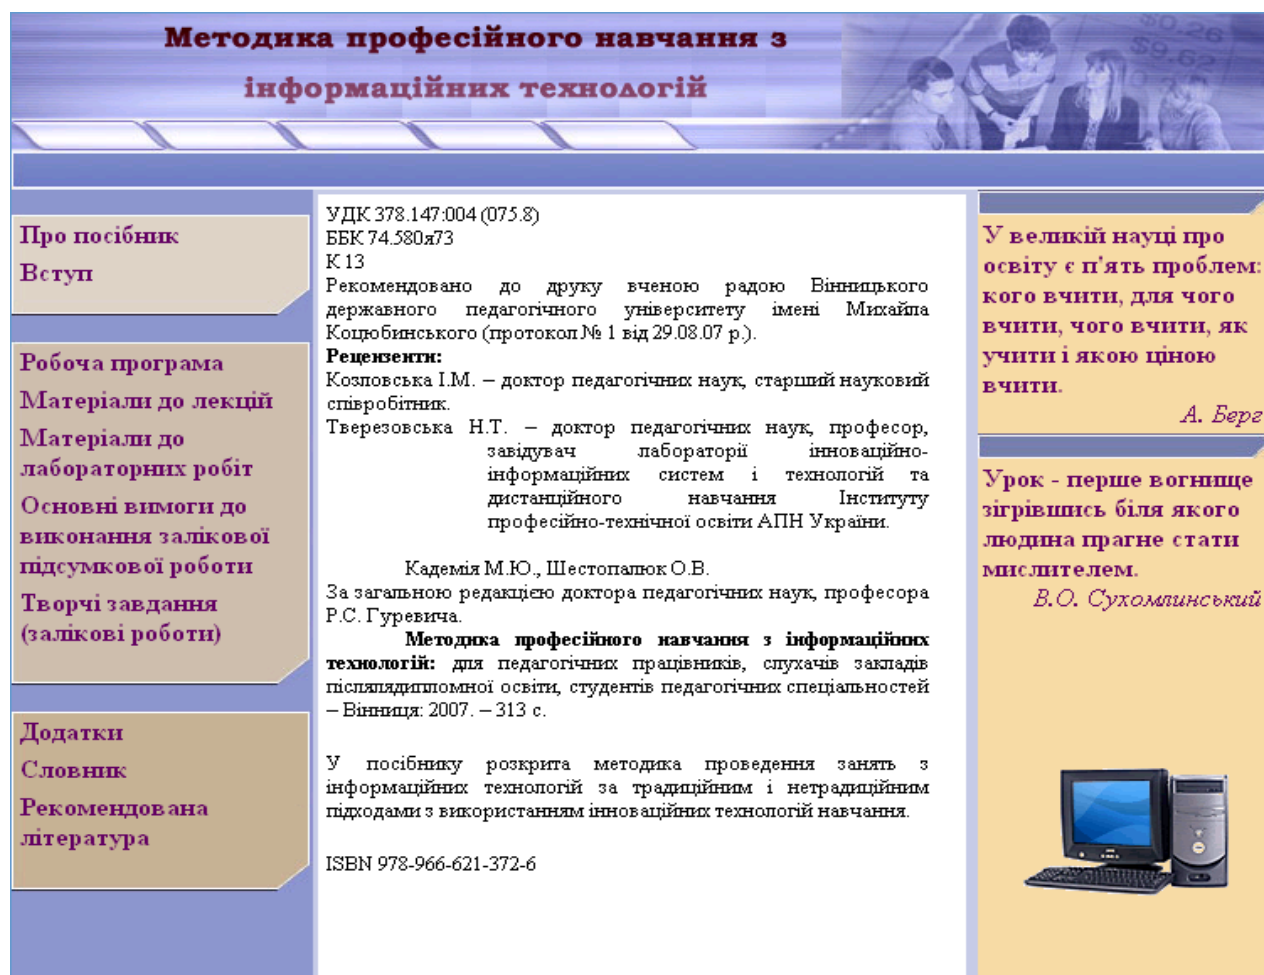 Методика професійного навчання з
інформаційних технологій
Про посібник
Вступ
Робоча програма
Матеріали до лекцій
Матеріали до
лабораторних робіт
Основні вимоги до
виконання залікової
підсумкової роботи
Творчі завдання
(залікові роботи)
Додатки
Словник
Рекомендована
література
УДК 378.147:004 (075.8)
ББК 74.580я73
К 13
Рекомендовано до друку вченою радою Вінницького
державного педагогічного університету імені Михайла
Коцюбинського (протокол № 1 від 29.08.07 р.).
Рецензенти:
Козловська І.М. – доктор педагогічних наук, старший науковий
співробітник.
Тверезовська Н.Т. – доктор педагогічних наук, професор,
завідувач лабораторії інноваційно-
інформаційних систем і технологій та
дистанційного навчання Інституту
професійно-технічної освіти АПН України.
Кадемія М.Ю., Шестопалюк О.В.
За загальною редакцією доктора педагогічних наук, професора
Р.С. Гуревича.
Методика професійного навчання з інформаційних
технологій: для педагогічних працівників, слухачів закладів
післялядипломної освіти, студентів педагогічних спеціальностей
– Вінниця: 2007. – 313 с.
У посібнику розкрита методика проведення занять з
інформаційних технологій за традиційним і нетрадиційним
підходами з використанням інноваційних технологій навчання.
ISBN 978-966-621-372-6
У великій науці про
освіту є п'ять проблем:
кого вчити, для чого
вчити, чого вчити, як
учити і якою ціною
вчити.
А. Берг
Урок - перше вогнище
зігрівшись біля якого
людина прагне стати
мислителем.
В.О. Сухомлинський
$0.26
$9.62